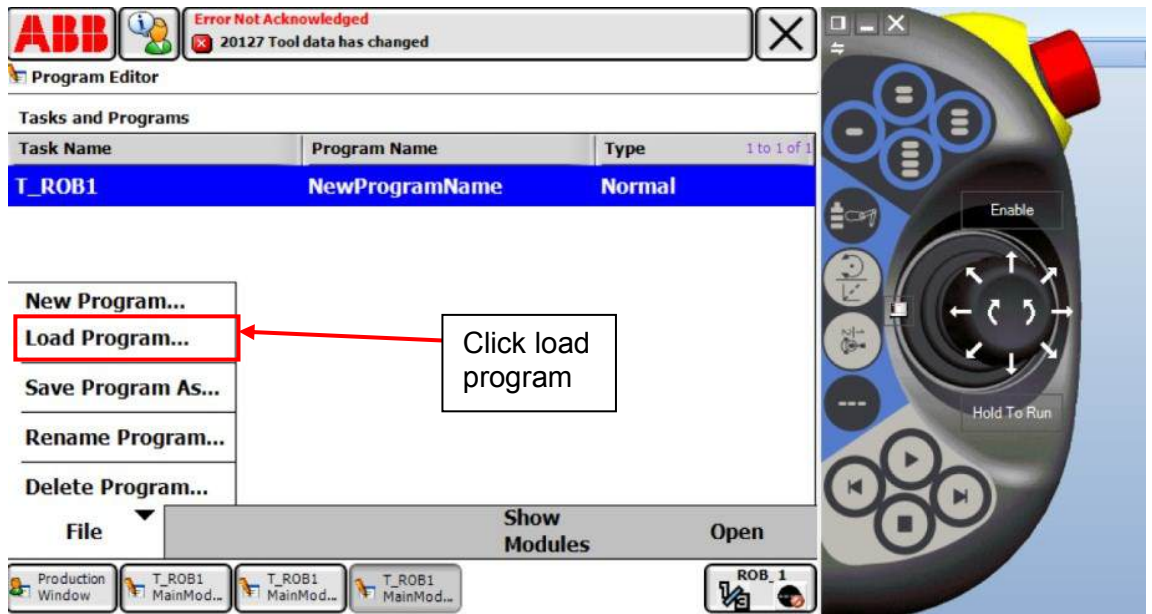 ABB
Error Not Acknowledged
20127 Tool data has changed
Program Editor
Tasks and Programs
Task Name Program Name Type 1 to 1 of 1
T_ROB1 NewProgramName Normal
Enable
New Program...
Load Program...
Click load
program
Save Program As...
Rename Program...
Hold To Run
Delete Program...
File
Show
Modules
Open
Production
Window
T_ROB1
MainMod...
T_ROB1
MainMod...
T_ROB1
MainMod...
ROB_1
1/3